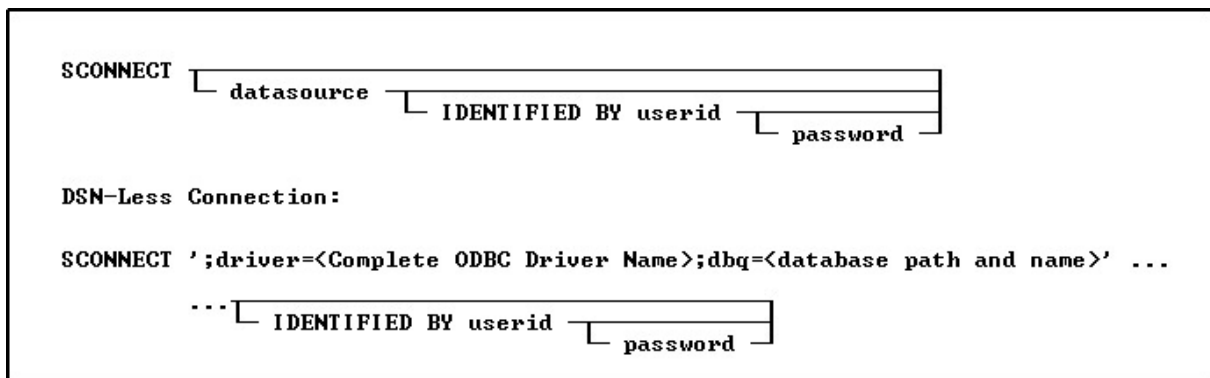 SCONNECT
datasource
IDENTIFIED BY userid
password
DSN-Less Connection:
SCONNECT ';driver=<Complete ODBC Driver Name>;dbq=<database path and name>' ...
...
IDENTIFIED BY userid
password